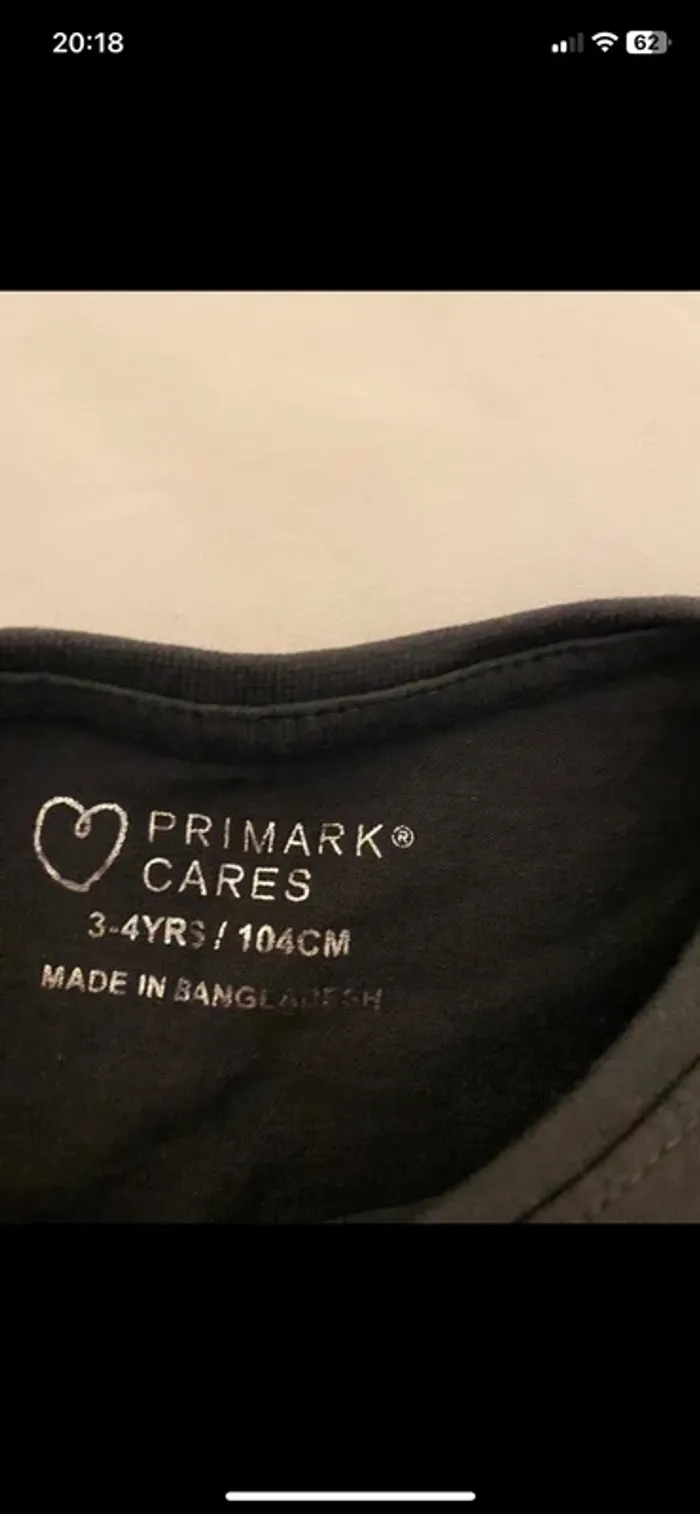 20:18
62
PRIMARK®
CARES
3-4YRS / 104CM
MADE IN BANGLADESH